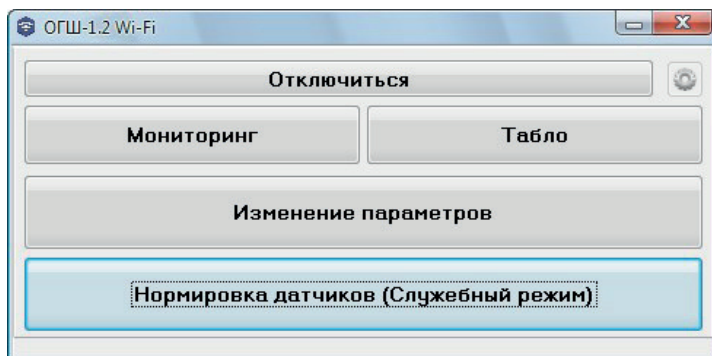 ОГШ-1.2 Wi-Fi
Отключиться
Мониторинг
Табло
Изменение параметров
Нормировка датчиков (Служебный режим)